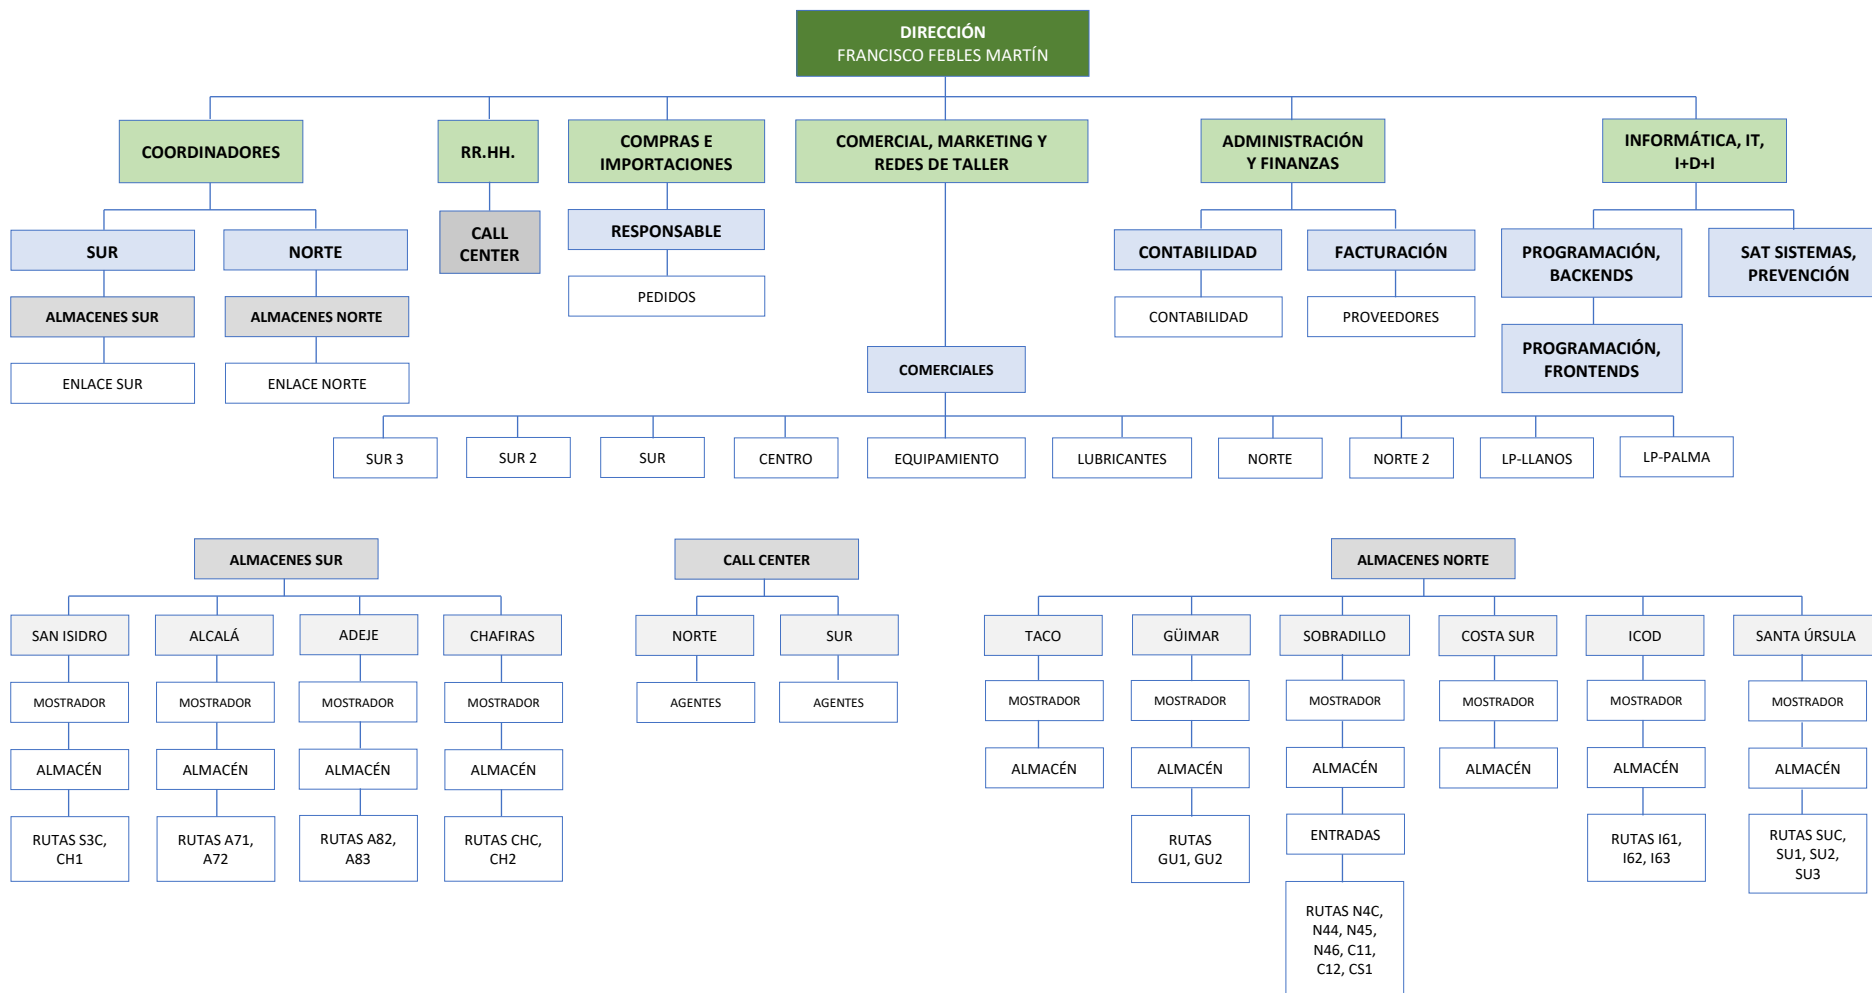 DIRECCIÓN
FRANCISCO FEBLES MARTÍN
COORDINADORES
RR.HH.
COMPRAS E
IMPORTACIONES
COMERCIAL, MARKETING Y
REDES DE TALLER
ADMINISTRACIÓN
Y FINANZAS
INFORMÁTICA, IT,
I+D+I
SUR
NORTE
CALL
CENTER
RESPONSABLE
CONTABILIDAD
FACTURACIÓN
PROGRAMACIÓN,
BACKENDS
SAT SISTEMAS,
PREVENCIÓN
ALMACENES SUR
ALMACENES NORTE
PEDIDOS
CONTABILIDAD
PROVEEDORES
ENLACE SUR
ENLACE NORTE
COMERCIALES
PROGRAMACIÓN,
FRONTENDS
SUR 3
SUR 2
SUR
CENTRO
EQUIPAMIENTO
LUBRICANTES
NORTE
NORTE 2
LP-LLANOS
LP-PALMA
ALMACENES SUR
SAN ISIDRO
ALCALÁ
ADEJE
CHAFIRAS
MOSTRADOR
MOSTRADOR
MOSTRADOR
MOSTRADOR
ALMACÉN
ALMACÉN
ALMACÉN
ALMACÉN
RUTAS S3C,
CH1
RUTAS A71,
A72
RUTAS A82,
A83
RUTAS CHC,
CH2
CALL CENTER
NORTE
SUR
AGENTES
AGENTES
ALMACENES NORTE
TACO
GÜIMAR
SOBRADILLO
COSTA SUR
ICOD
SANTA ÚRSULA
MOSTRADOR
MOSTRADOR
MOSTRADOR
MOSTRADOR
MOSTRADOR
MOSTRADOR
ALMACÉN
ALMACÉN
ALMACÉN
ALMACÉN
ALMACÉN
ALMACÉN
RUTAS
GU1, GU2
ENTRADAS
RUTAS I61,
I62, I63
RUTAS SUC,
SU1, SU2,
SU3
RUTAS N4C,
N44, N45,
N46, C11,
C12, CS1